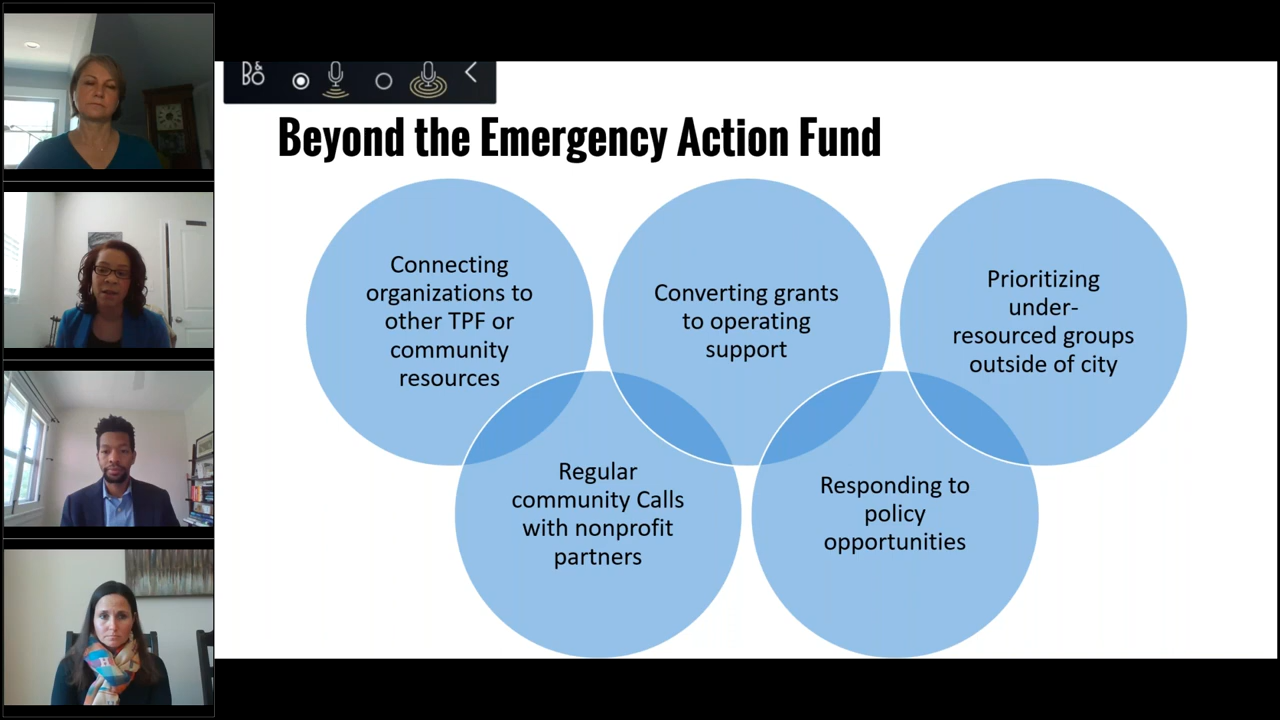 B&
BO
Beyond the Emergency Action Fund
Connecting
organizations to
other TPF or
community
resources
Converting grants
to operating
support
Prioritizing
under-
resourced groups
outside of city
Regular
community Calls
with nonprofit
partners
Responding to
policy
opportunities